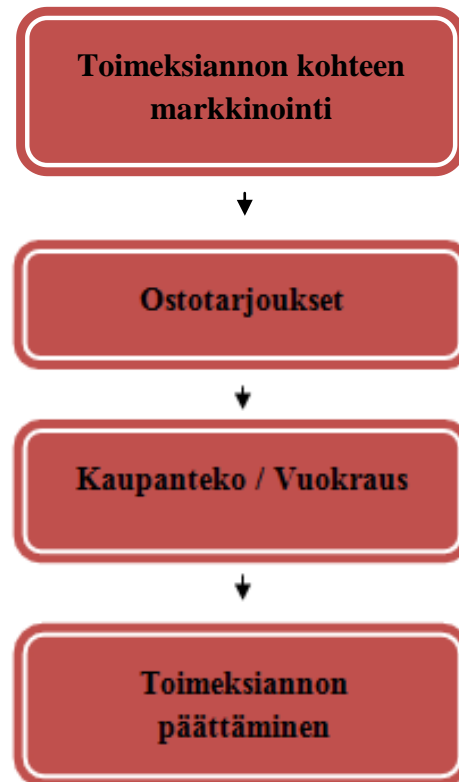 Toimeksiannon kohteen
markkinointi
Ostotarjoukset
Kaupanteko / Vuokraus
Toimeksiannon
päättäminen